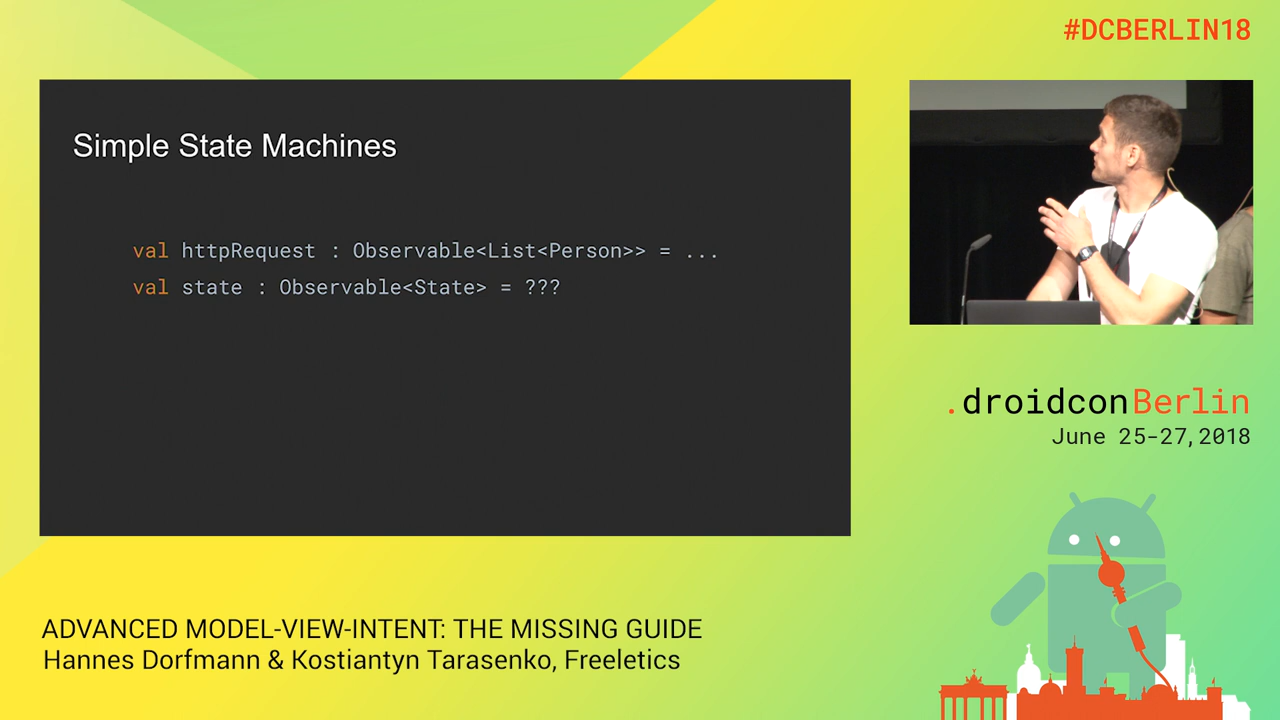 #DCBERLIN18
Simple State Machines
val httpRequest : Observable<List<Person>> = ...
val state : Observable<State> = ???
.droidconBerlin
June 25-27, 2018
ADVANCED MODEL-VIEW-INTENT: THE MISSING GUIDE
Hannes Dorfmann & Kostiantyn Tarasenko, Freeletics